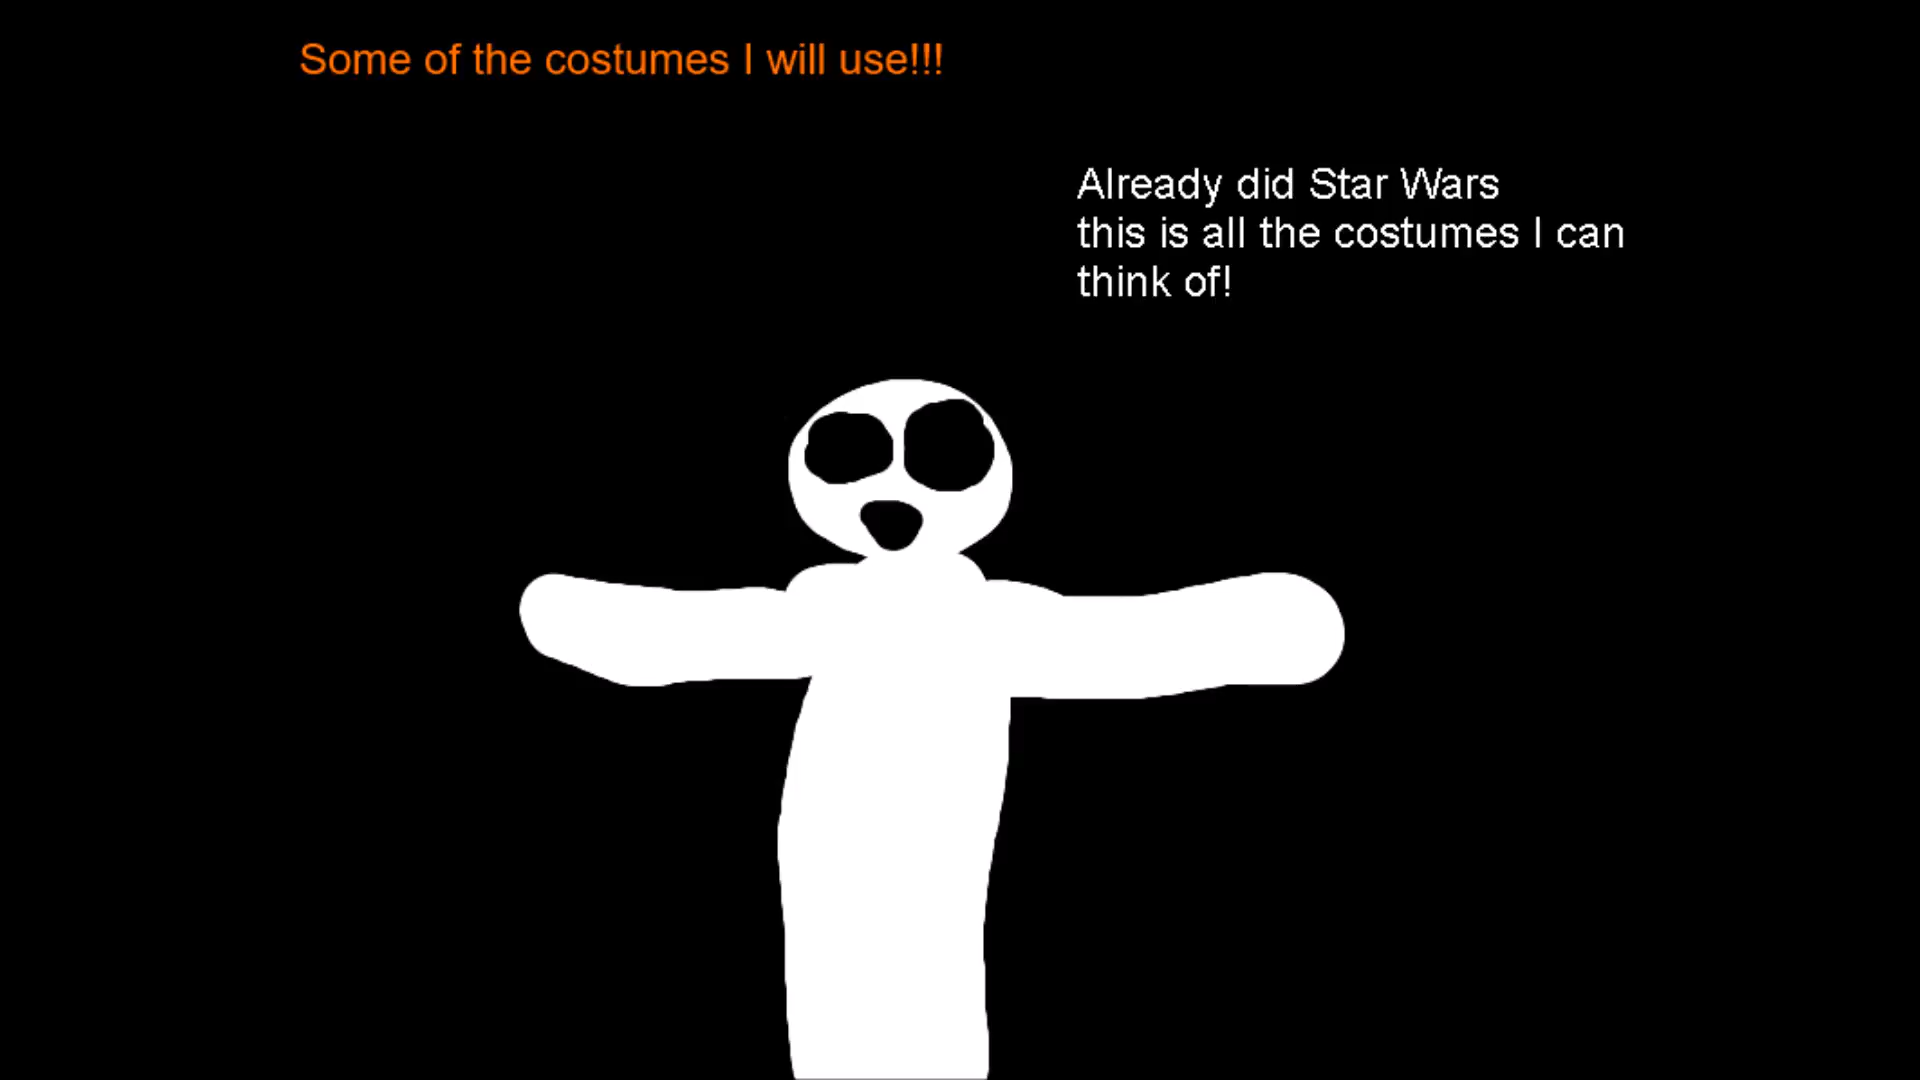 Some of the costumes I will use!!!
Already did Star Wars
this is all the costumes I can
think of!